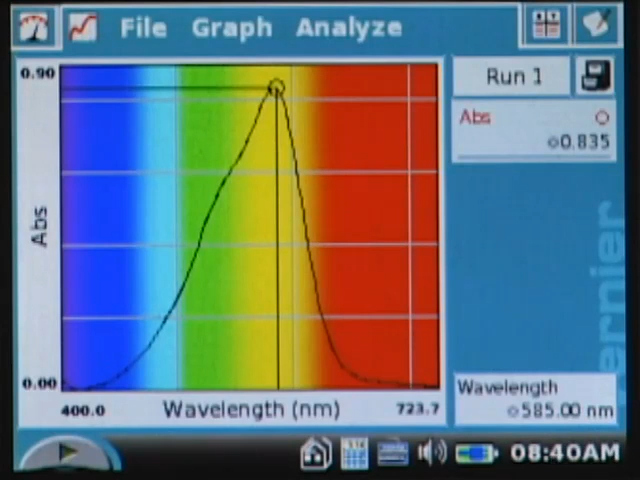 File Graph Analyze
0.90
Run 1
Abs
0.835
Abs
0.00
400.0
Wavelength (nm)
723.7
Wavelength
585.00 nm
ernier
08:40AM